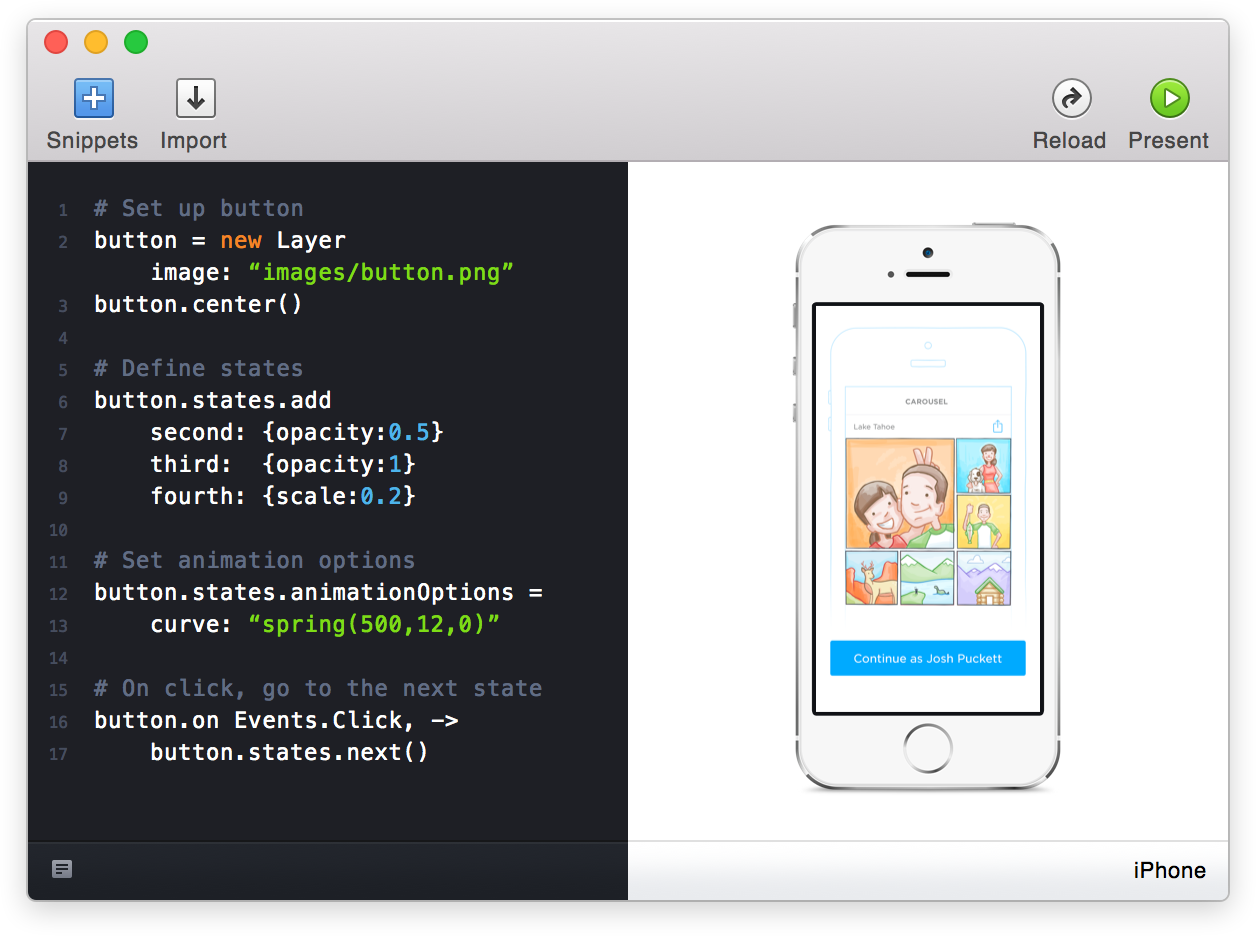 Snippets Import Reload Present
1 # Set up button
2 button = new Layer
image: “images/button.png”
3 button.center()
4
5 # Define states
6 button.states.add
7 second: {opacity:0.5}
8 third: {opacity:1}
9 fourth: {scale:0.2}
10
11 # Set animation options
12 button.states.animationOptions =
13 curve: “spring(500,12,0)”
14
15 # On click, go to the next state
16 button.on Events.Click, ->
17 button.states.next()
CAROUSEL
Lake Tahoe
Continue as Josh Puckett
iPhone